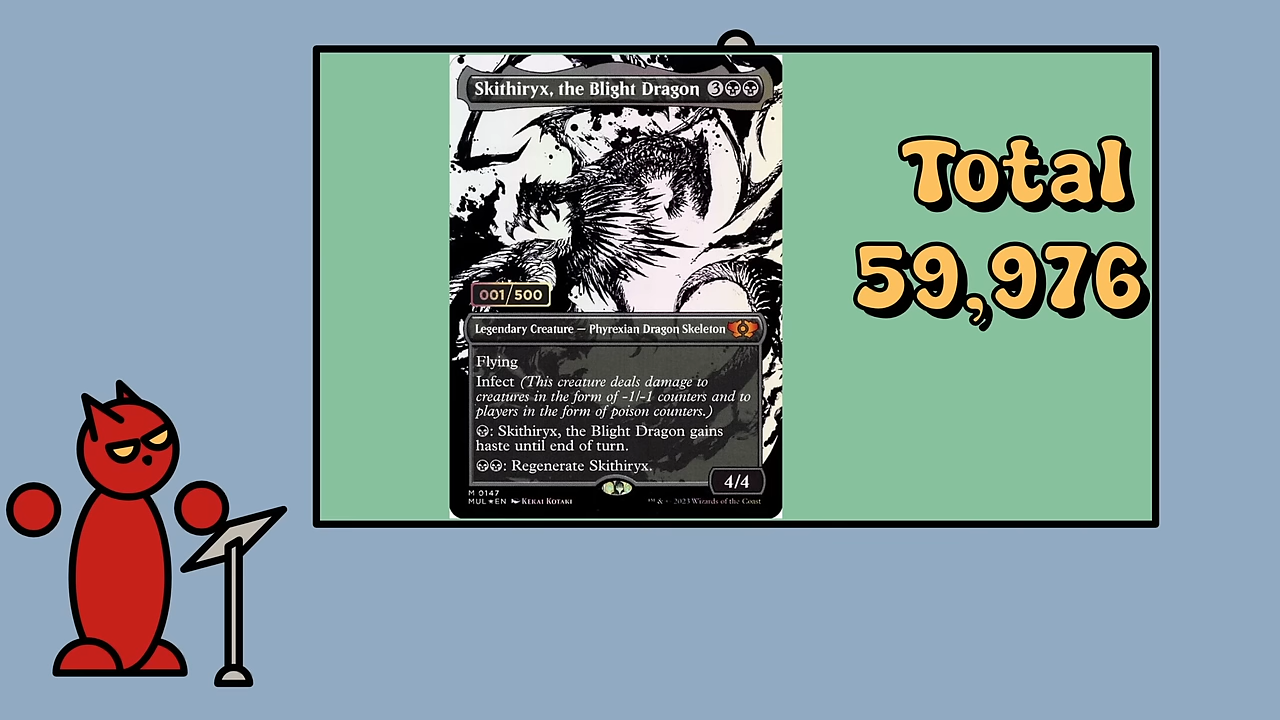 Skithiryx, the Blight Dragon 3
Total
59,976
001/500
Legendary Creature — Phyrexian Dragon Skeleton
Flying
Infect (This creature deals damage to
creatures in the form of -1/-1 counters and to
players in the form of poison counters.)
: Skithiryx, the Blight Dragon gains
haste until end of turn.
: Regenerate Skithiryx.
4/4
M 0147
MUL★EN Kekai Kotaki
™ & © 2023 Wizards of the Coast